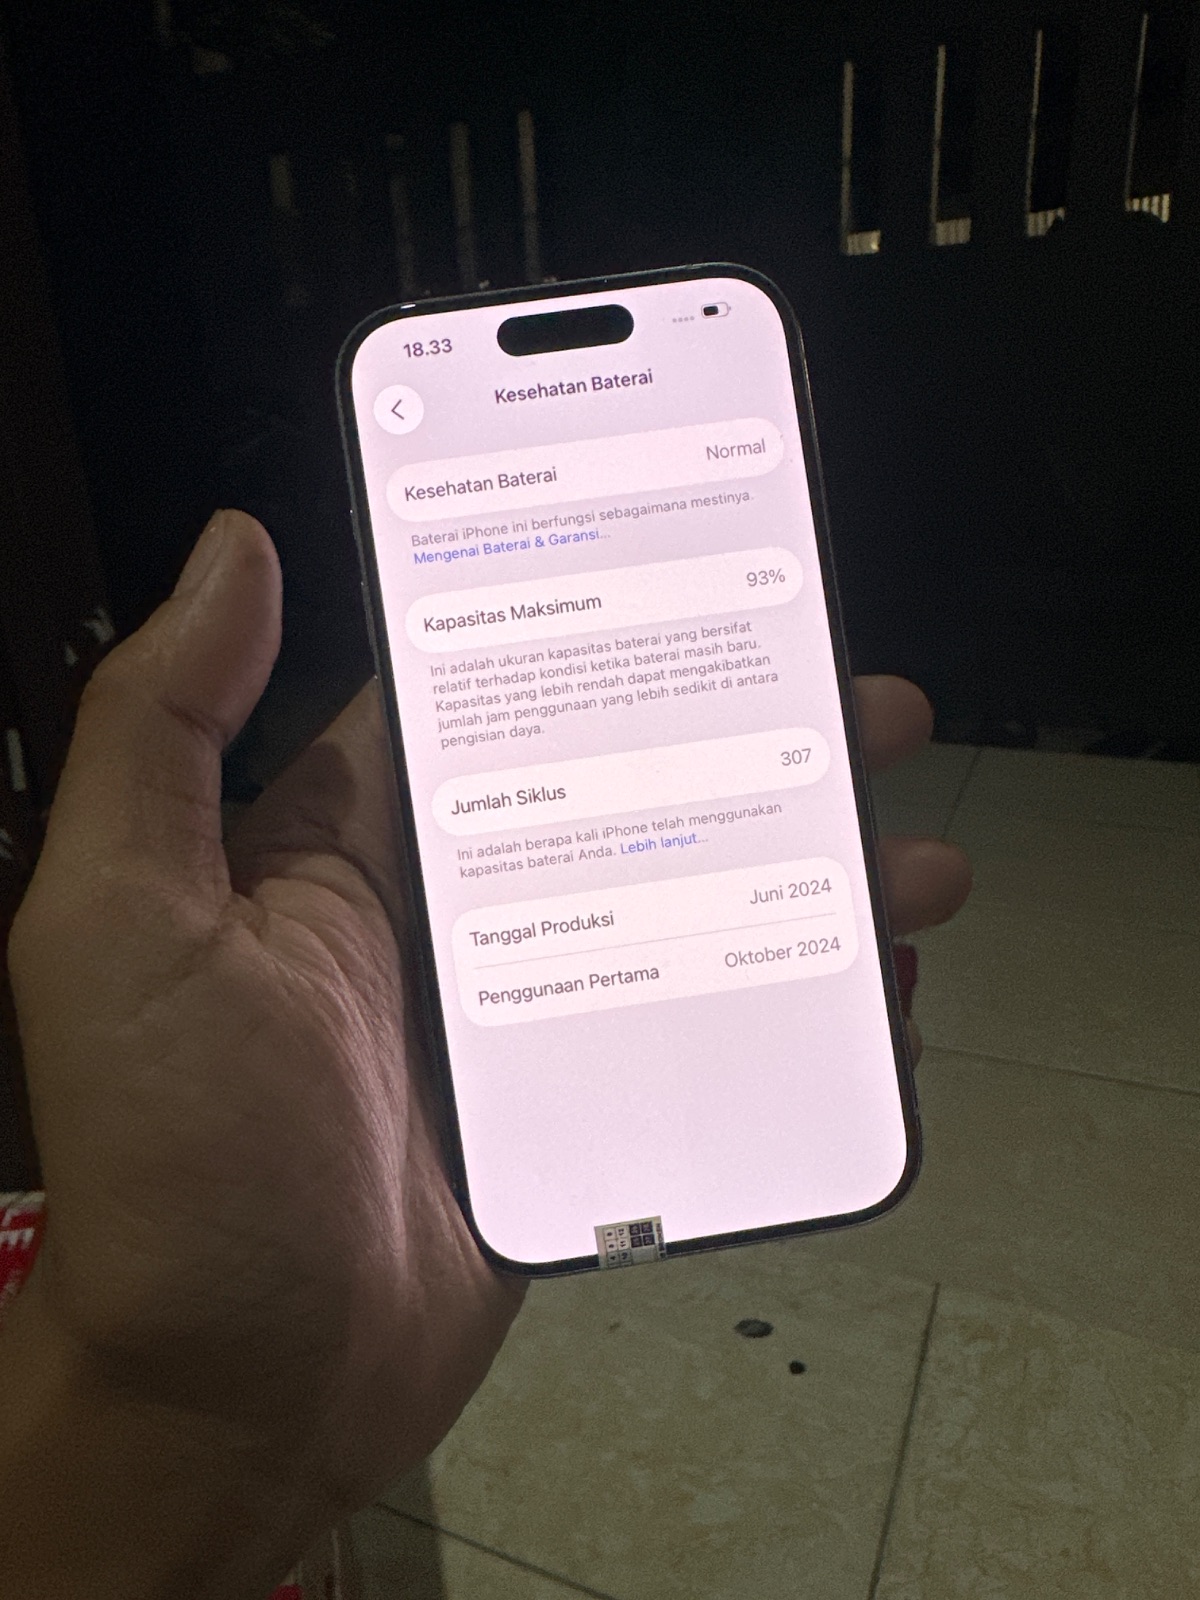 18.33
Kesehatan Baterai
Kesehatan Baterai Normal
Baterai iPhone ini berfungsi sebagaimana mestinya.
Mengenai Baterai & Garansi...
Kapasitas Maksimum 93%
Ini adalah ukuran kapasitas baterai yang bersifat
relatif terhadap kondisi ketika baterai masih baru.
Kapasitas yang lebih rendah dapat mengakibatkan
jumlah jam penggunaan yang lebih sedikit di antara
pengisian daya.
Jumlah Siklus 307
Ini adalah berapa kali iPhone telah menggunakan
kapasitas baterai Anda. Lebih lanjut...
Tanggal Produksi Juni 2024
Penggunaan Pertama Oktober 2024